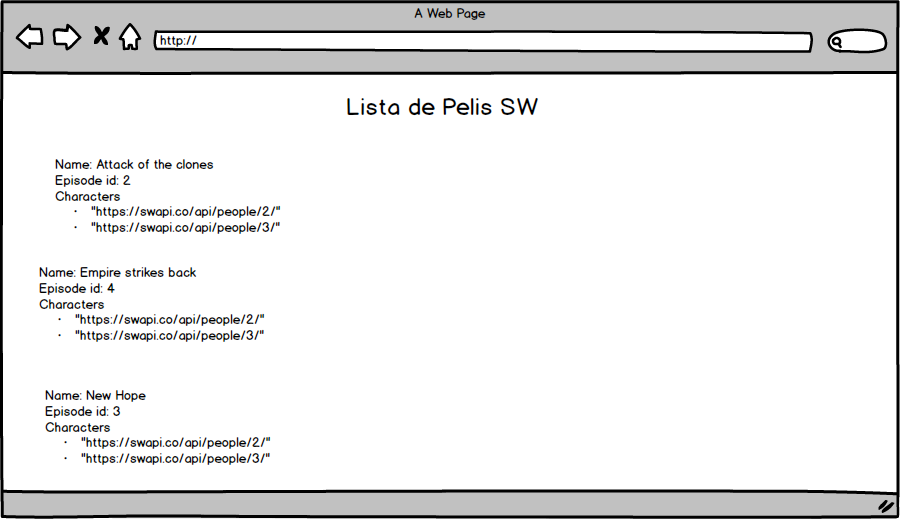 A Web Page
http://
Lista de Pelis SW
Name: Attack of the clones
Episode id: 2
Characters
· "https://swapi.co/api/people/2/"
· "https://swapi.co/api/people/3/"
Name: Empire strikes back
Episode id: 4
Characters
· "https://swapi.co/api/people/2/"
· "https://swapi.co/api/people/3/"
Name: New Hope
Episode id: 3
Characters
· "https://swapi.co/api/people/2/"
· "https://swapi.co/api/people/3/"